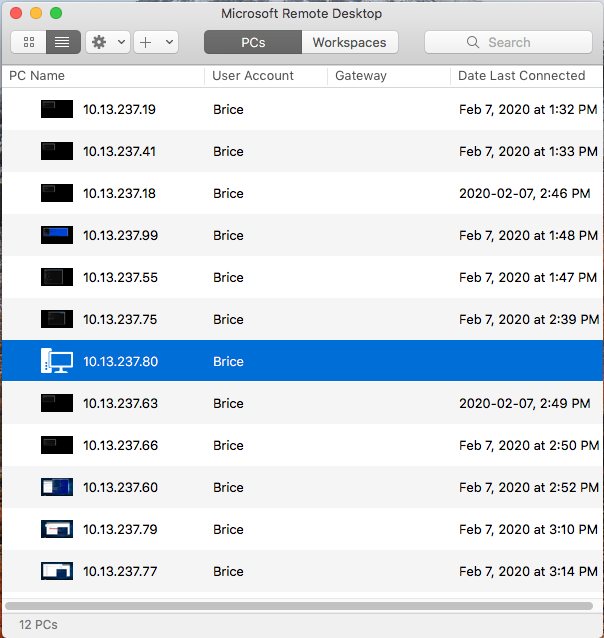 Microsoft Remote Desktop
PCs Workspaces Search
PC Name User Account Gateway Date Last Connected
10.13.237.19 Brice Feb 7, 2020 at 1:32 PM
10.13.237.41 Brice Feb 7, 2020 at 1:33 PM
10.13.237.18 Brice 2020-02-07, 2:46 PM
10.13.237.99 Brice Feb 7, 2020 at 1:48 PM
10.13.237.55 Brice Feb 7, 2020 at 1:47 PM
10.13.237.75 Brice Feb 7, 2020 at 2:39 PM
10.13.237.80 Brice
10.13.237.63 Brice 2020-02-07, 2:49 PM
10.13.237.66 Brice Feb 7, 2020 at 2:50 PM
10.13.237.60 Brice Feb 7, 2020 at 2:52 PM
10.13.237.79 Brice Feb 7, 2020 at 3:10 PM
10.13.237.77 Brice Feb 7, 2020 at 3:14 PM
12 PCs